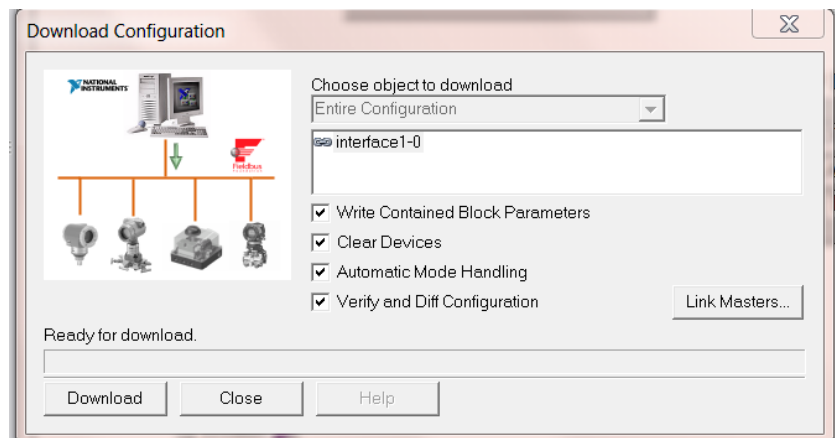 Download Configuration
NATIONAL
INSTRUMENTS
Fieldbus
Choose object to download
Entire Configuration
interface1-0
Write Contained Block Parameters
Clear Devices
Automatic Mode Handling
Verify and Diff Configuration
Link Masters...
Ready for download.
Download
Close
Help